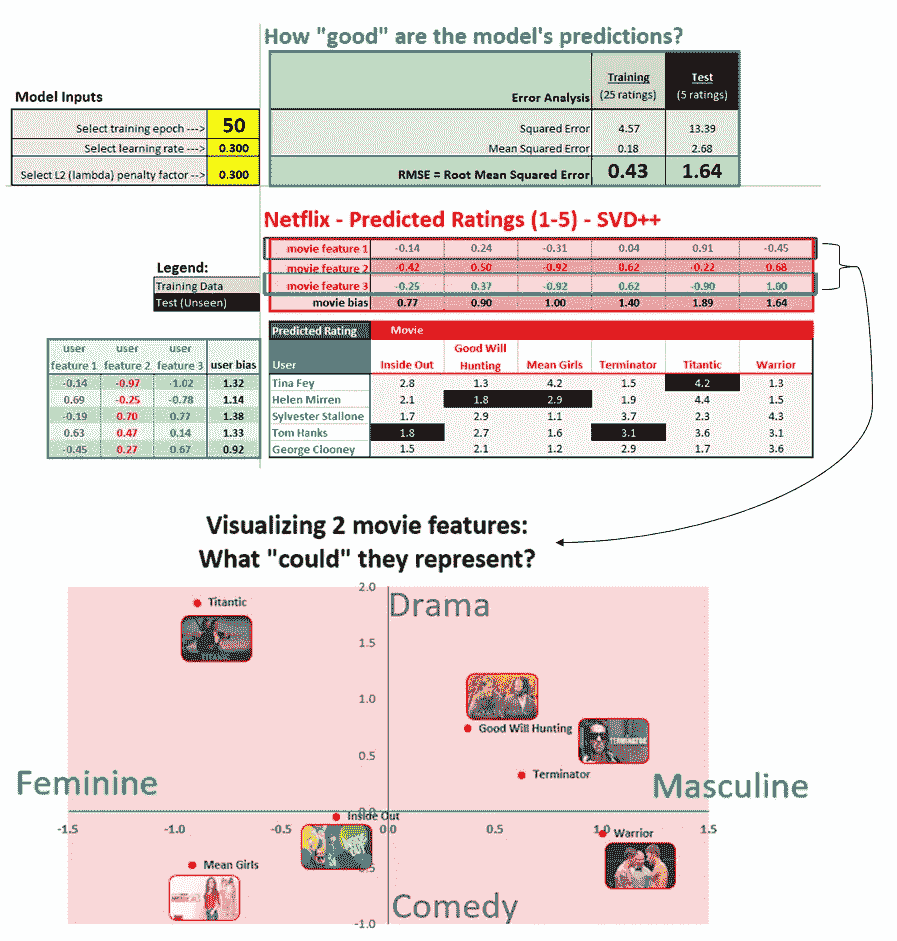 How "good" are the model's predictions?
Model Inputs
Select training epoch ---> 50
Select learning rate ---> 0.300
Select L2 (lambda) penalty factor --> 0.300
Error Analysis Training (25 ratings) Test (5 ratings)
Squared Error 4.57 13.39
Mean Squared Error 0.18 2.68
RMSE = Root Mean Squared Error 0.43 1.64
Netflix - Predicted Ratings (1-5) - SVD++
movie feature 1 -0.14 0.24 -0.31 0.04 0.91 -0.45
movie feature 2 -0.42 0.50 -0.92 0.62 -0.22 0.68
movie feature 3 -0.25 0.37 -0.92 0.62 -0.90 1.00
movie bias 0.77 0.90 1.00 1.40 1.89 1.64
Legend:
Training Data
Test (Unseen)
Predicted Rating Movie
User Inside Out Good Will Hunting Mean Girls Terminator Titantic Warrior
user feature 1 user feature 2 user feature 3 user bias
-0.14 -0.97 -1.02 1.32 Tina Fey 2.8 1.3 4.2 1.5 4.2 1.3
0.69 -0.25 -0.78 1.14 Helen Mirren 2.1 1.8 2.9 1.9 4.4 1.5
-0.19 0.70 0.77 1.38 Sylvester Stallone 1.7 2.9 1.1 3.7 2.3 4.3
0.63 0.47 0.14 1.33 Tom Hanks 1.8 2.7 1.6 3.1 3.6 3.1
-0.45 0.27 0.67 0.92 George Clooney 1.5 2.1 1.2 2.9 1.7 3.6
Visualizing 2 movie features:
What "could" they represent?
2.0
Titantic
Drama
1.5
1.0
Good Will Hunting
0.5
Terminator
Feminine
Masculine
0.0
Inside Out
-1.5 -1.0 -0.5 0.0 0.5 1.0 1.5
Warrior
Mean Girls
-0.5
Comedy
-1.0